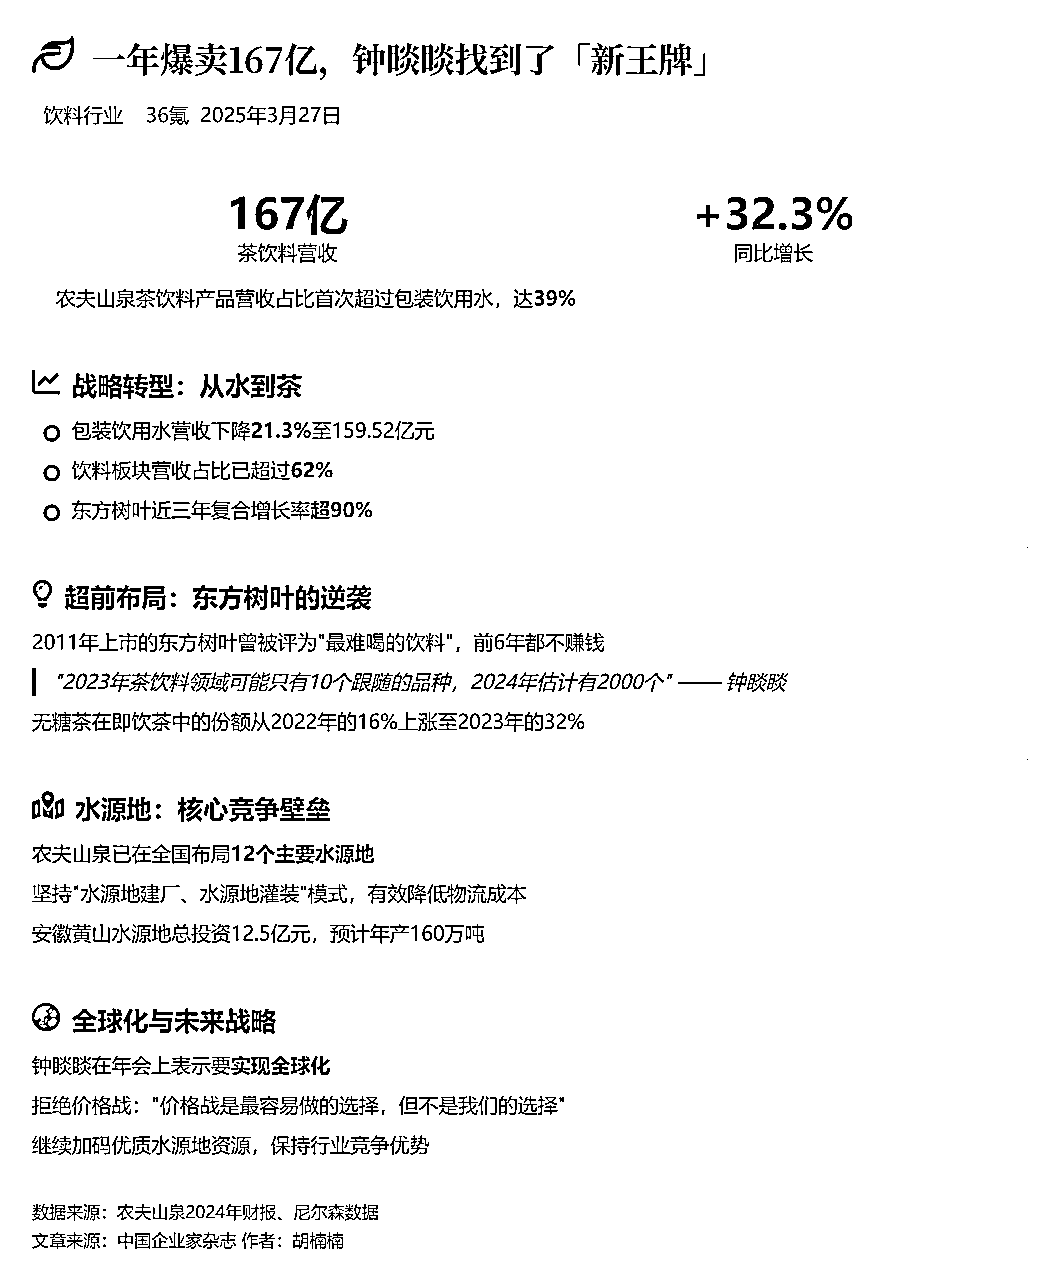 一年爆卖167亿，钟睒睒找到了「新王牌」
饮料行业 36氪 2025年3月27日
167亿 +32.3%
茶饮料营收 同比增长
农夫山泉茶饮料产品营收占比首次超过包装饮用水，达39%
战略转型：从水到茶
包装饮用水营收下降21.3%至159.52亿元
饮料板块营收占比已超过62%
东方树叶近三年复合增长率超90%
超前布局：东方树叶的逆袭
2011年上市的东方树叶曾被评为"最难喝的饮料"，前6年都不赚钱
"2023年茶饮料领域可能只有10个跟随的品种，2024年估计有2000个" —— 钟睒睒
无糖茶在即饮茶中的份额从2022年的16%上涨至2023年的32%
水源地：核心竞争壁垒
农夫山泉已在全国布局12个主要水源地
坚持"水源地建厂、水源地灌装"模式，有效降低物流成本
安徽黄山水源地总投资12.5亿元，预计年产160万吨
全球化与未来战略
钟睒睒在年会上表示要实现全球化
拒绝价格战："价格战是最容易做的选择，但不是我们的选择"
继续加码优质水源地资源，保持行业竞争优势
数据来源：农夫山泉2024年财报、尼尔森数据
文章来源：中国企业家杂志 作者：胡楠楠